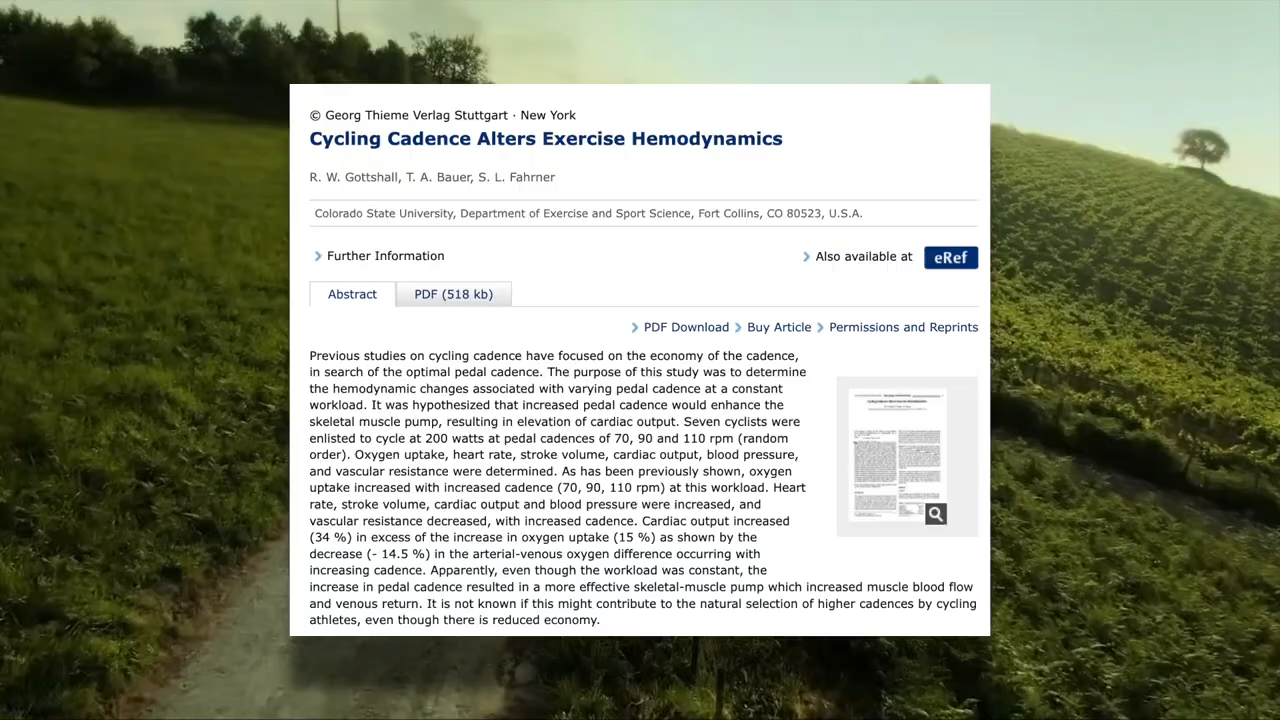 © Georg Thieme Verlag Stuttgart · New York
Cycling Cadence Alters Exercise Hemodynamics
R. W. Gottshall, T. A. Bauer, S. L. Fahrner
Colorado State University, Department of Exercise and Sport Science, Fort Collins, CO 80523, U.S.A.
Further Information
Also available at eRef
Abstract
PDF (518 kb)
PDF Download Buy Article Permissions and Reprints
Previous studies on cycling cadence have focused on the economy of the cadence,
in search of the optimal pedal cadence. The purpose of this study was to determine
the hemodynamic changes associated with varying pedal cadence at a constant
workload. It was hypothesized that increased pedal cadence would enhance the
skeletal muscle pump, resulting in elevation of cardiac output. Seven cyclists were
enlisted to cycle at 200 watts at pedal cadences of 70, 90 and 110 rpm (random
order). Oxygen uptake, heart rate, stroke volume, cardiac output, blood pressure,
and vascular resistance were determined. As has been previously shown, oxygen
uptake increased with increased cadence (70, 90, 110 rpm) at this workload. Heart
rate, stroke volume, cardiac output and blood pressure were increased, and
vascular resistance decreased, with increased cadence. Cardiac output increased
(34 %) in excess of the increase in oxygen uptake (15 %) as shown by the
decrease (- 14.5 %) in the arterial-venous oxygen difference occurring with
increasing cadence. Apparently, even though the workload was constant, the
increase in pedal cadence resulted in a more effective skeletal-muscle pump which increased muscle blood flow
and venous return. It is not known if this might contribute to the natural selection of higher cadences by cycling
athletes, even though there is reduced economy.